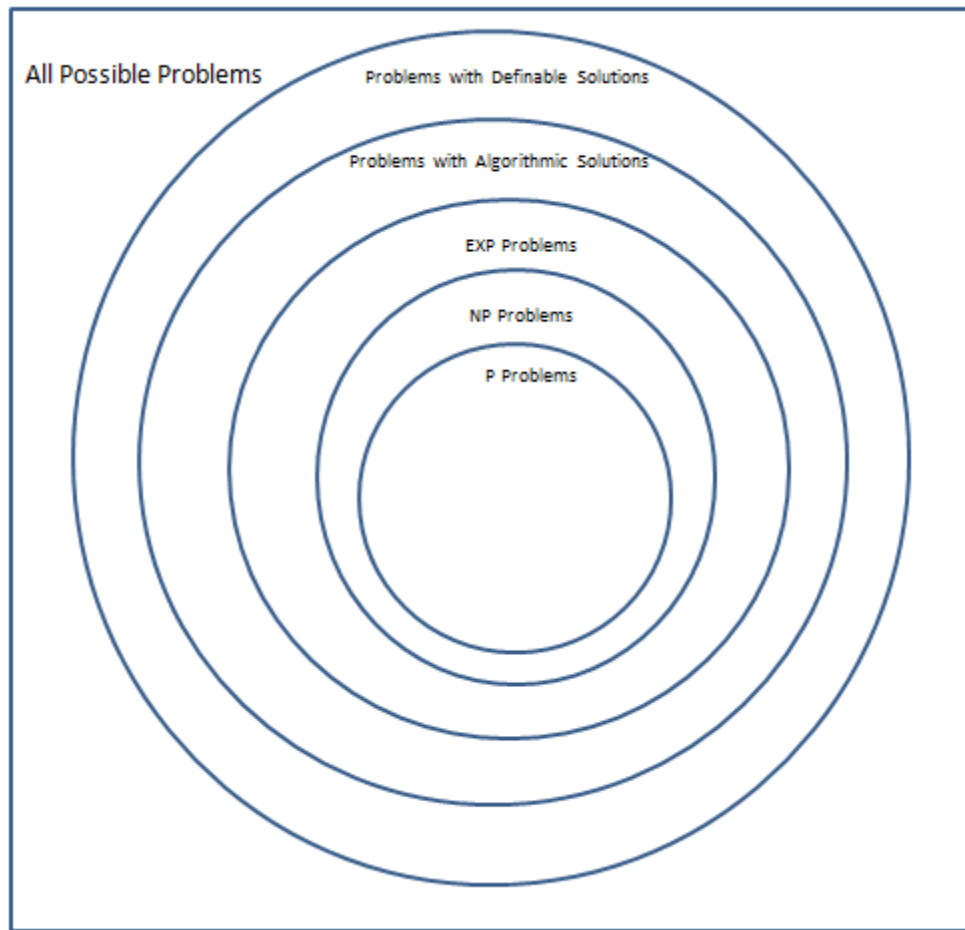 All Possible Problems
Problems with Definable Solutions
Problems with Algorithmic Solutions
EXP Problems
NP Problems
P Problems